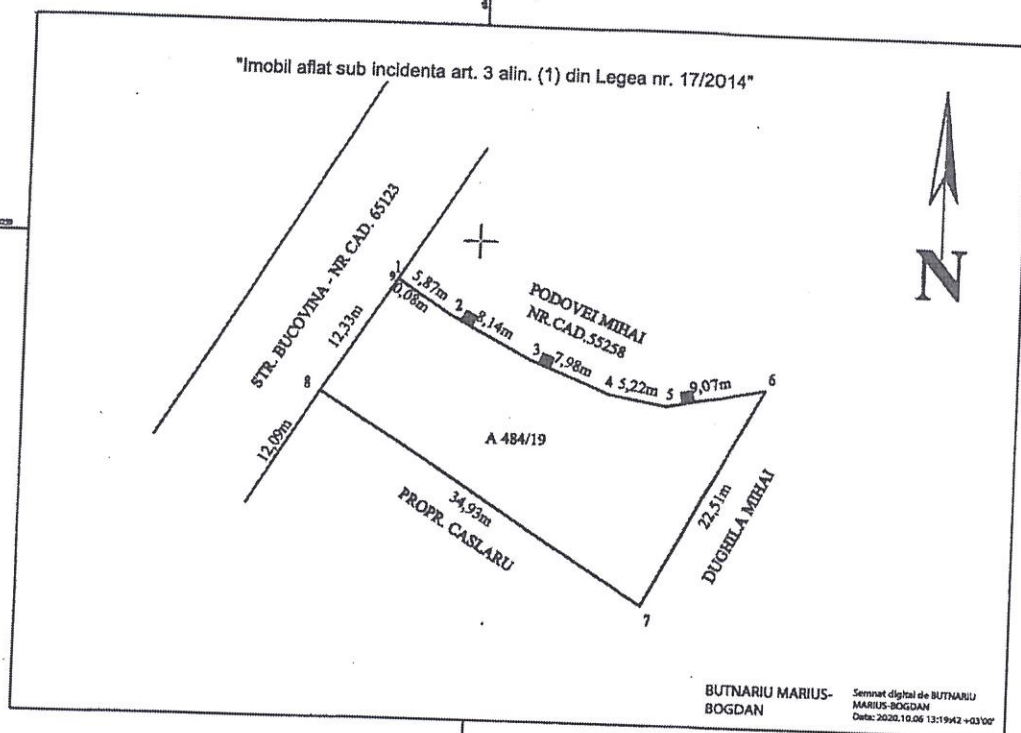 "Imobil aflat sub incidenta art. 3 alin. (1) din Legea nr. 17/2014"
N
STR. BUCOVINA - NR CAD. 65123
1
9
5,87m
0,08m
2
8,14m
PODOVEI MIHAI
NR.CAD.55258
3
7,98m
4
5,22m
5
9,07m
6
12,33m
8
12,09m
A 484/19
34,93m
PROPR. CASLARU
22,51m
DUGHILA MIHAI
7
BUTNARIU MARIUS-
BOGDAN
Semnat digital de BUTNARIU
MARIUS-BOGDAN
Data: 2020.10.06 13:19:42 +03'00'